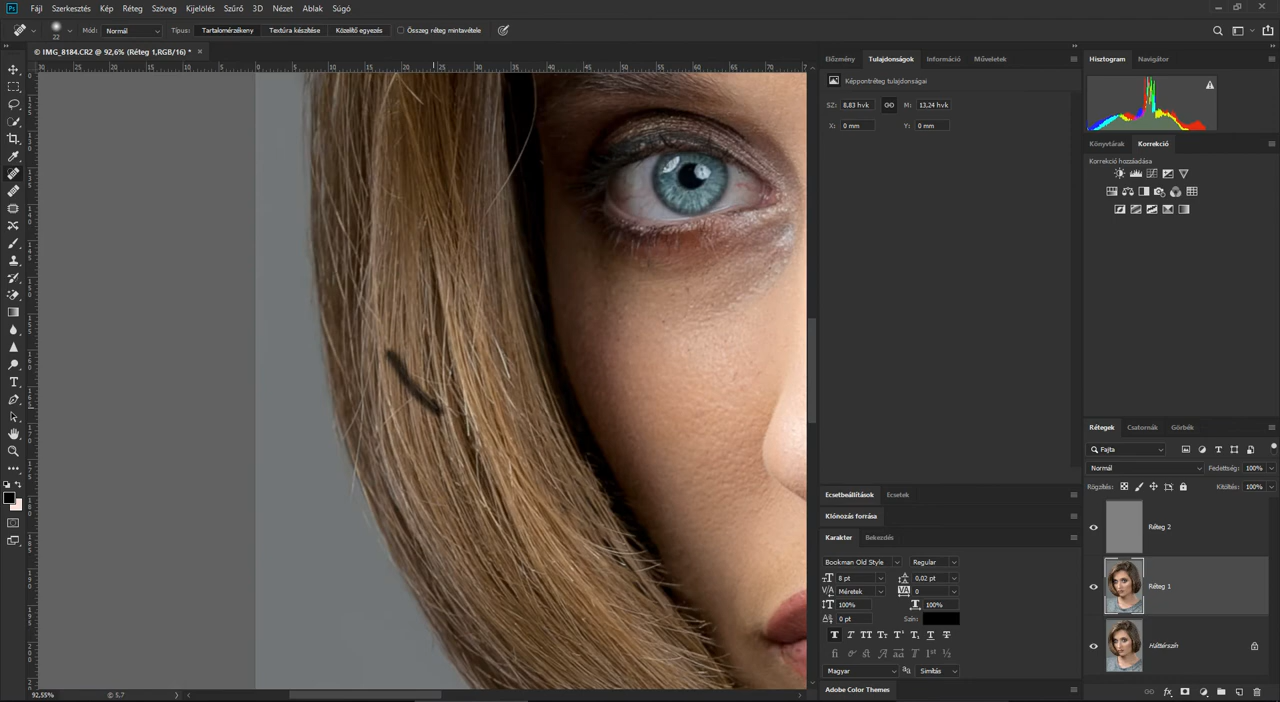 Ps Fájl Szerkesztés Kép Réteg Szöveg Kijelölés Szűrő 3D Nézet Ablak Súgó
22 Mód: Normál Típus: Tartalomérzékeny Textúra készítése Közelítő egyezés Összeg réteg mintavétele
© IMG_8184.CR2 @ 92,6% (Réteg 1,RGB/16) *
Előzmény Tulajdonságok Információ Műveletek
Képpontréteg tulajdonságai
SZ: 8,83 hvk M: 13,24 hvk
X: 0 mm Y: 0 mm
Hisztogram Navigátor
Könyvtárak Korrekció
Korrekció hozzáadása
Rétegek Csatornák Görbék
Fajta
Normál Fedettség: 100%
Rögzítés: Kitöltés: 100%
Réteg 2
Réteg 1
Háttérszín
Ecsetbeállítások Ecsetek
Klónozás forrása
Karakter Bekezdés
Bookman Old Style Regular
8 pt 0,02 pt
Méretek 0
100% 100%
0 pt Szín:
Magyar Simítás
Adobe Color Themes
92,55% © 5,7